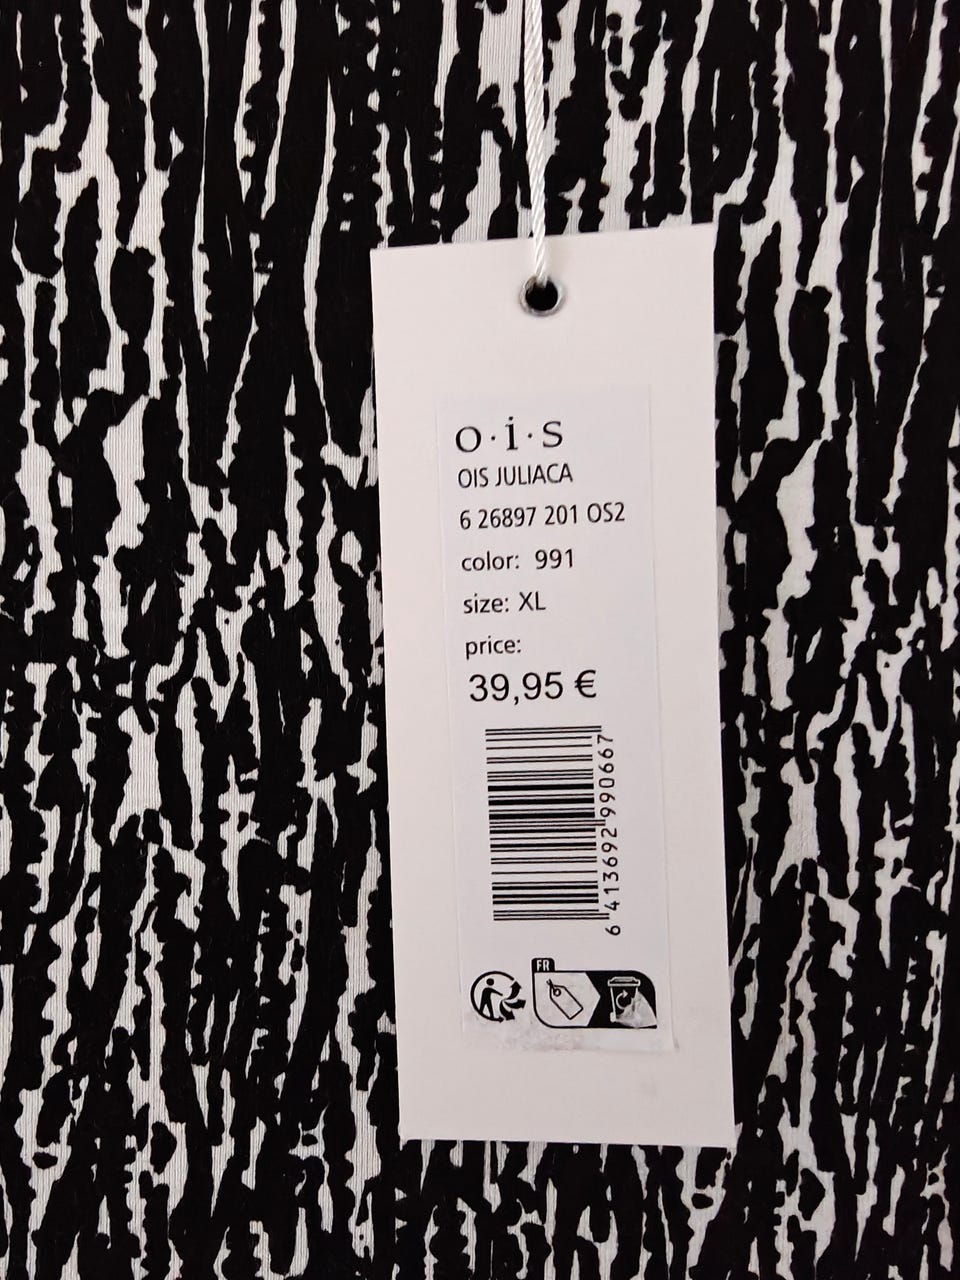 o·i·s
OIS JULIACA
6 26897 201 OS2
color: 991
size: XL
price:
39,95 €
6 413692 990667
FR